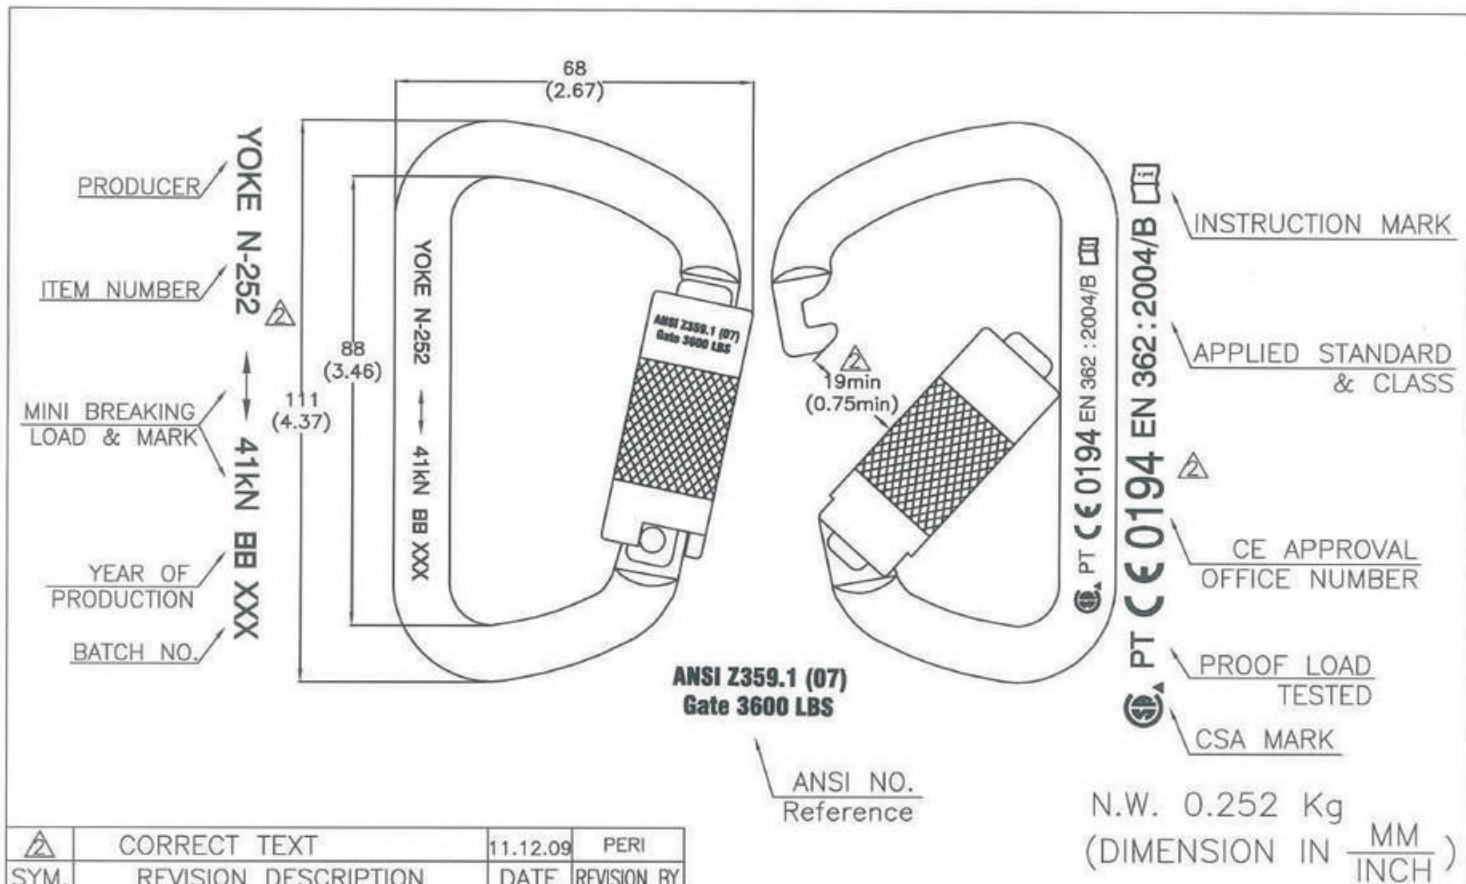 68
(2.67)
YOKE N-252 ↔ 41kN BB XXX
PRODUCER
ITEM NUMBER
2
MINI BREAKING
LOAD & MARK
YEAR OF
PRODUCTION
BATCH NO.
111
(4.37)
88
(3.46)
YOKE N-252 ↔ 41kN BB XXX
ANSI Z359.1 (07)
Gate 3600 LBS
2
19min
(0.75min)
PT CE 0194 EN 362 : 2004/B i
PT CE 0194 EN 362:2004/B i
2
INSTRUCTION MARK
APPLIED STANDARD
& CLASS
CE APPROVAL
OFFICE NUMBER
PROOF LOAD
TESTED
CSA MARK
ANSI Z359.1 (07)
Gate 3600 LBS
ANSI NO.
Reference
N.W. 0.252 Kg
(DIMENSION IN MM/INCH)
2 CORRECT TEXT 11.12.09 PERI
SYM. REVISION DESCRIPTION DATE REVISION BY